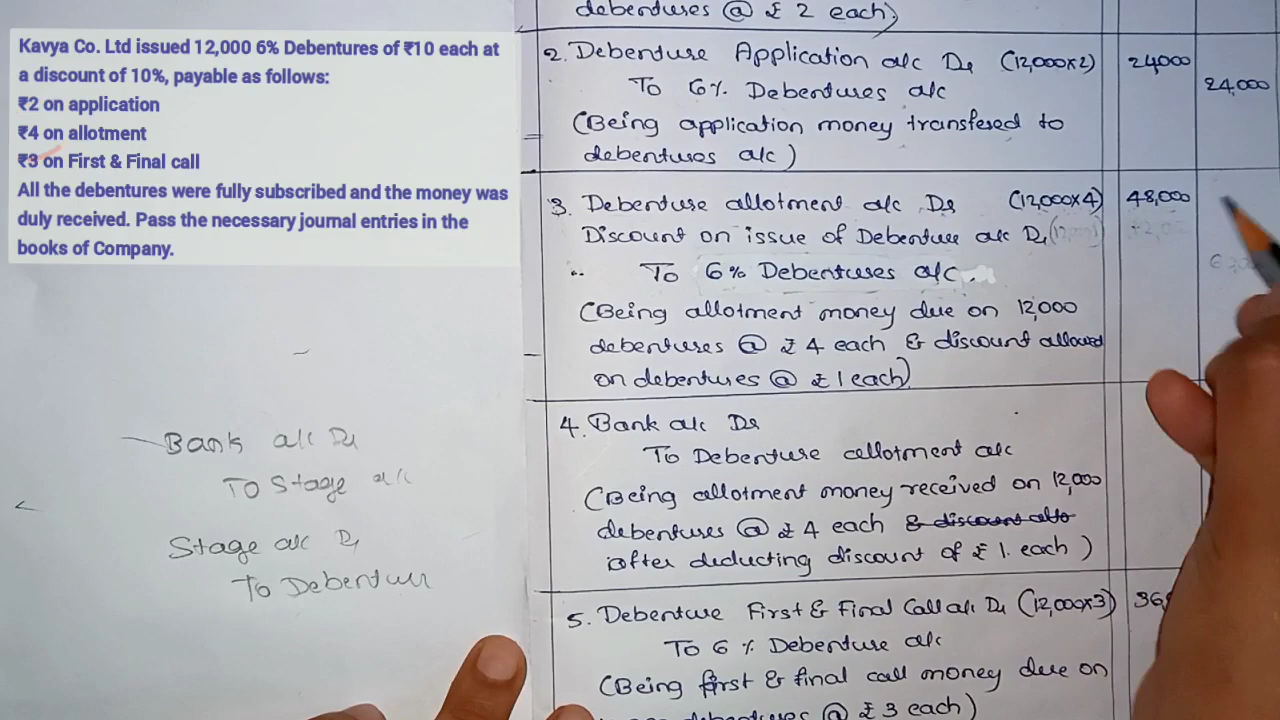 Kavya Co. Ltd issued 12,000 6% Debentures of ₹10 each at
a discount of 10%, payable as follows:
₹2 on application
₹4 on allotment
₹3 on First & Final call
All the debentures were fully subscribed and the money was
duly received. Pass the necessary journal entries in the
books of Company.
Bank a/c Dr
To Stage a/c
Stage a/c Dr
To Debenture
debentures @ ₹ 2 each)
2. Debenture Application a/c Dr (12,000x2) 24,000
To 6% Debentures a/c 24,000
(Being application money transfered to
debentures a/c)
3. Debenture allotment a/c Dr (12,000x4) 48,000
Discount on issue of Debenture a/c Dr
To 6% Debentures a/c.
(Being allotment money due on 12,000
debentures @ ₹ 4 each & discount allowed
on debentures @ ₹ 1 each)
4. Bank a/c Dr
To Debenture allotment a/c
(Being allotment money received on 12,000
debentures @ ₹ 4 each & discount allo
after deducting discount of ₹ 1. each)
5. Debenture First & Final Call a/c Dr (12,000x3) 36,
To 6 % Debenture a/c
(Being first & final call money due on
debentures @ ₹ 3 each)